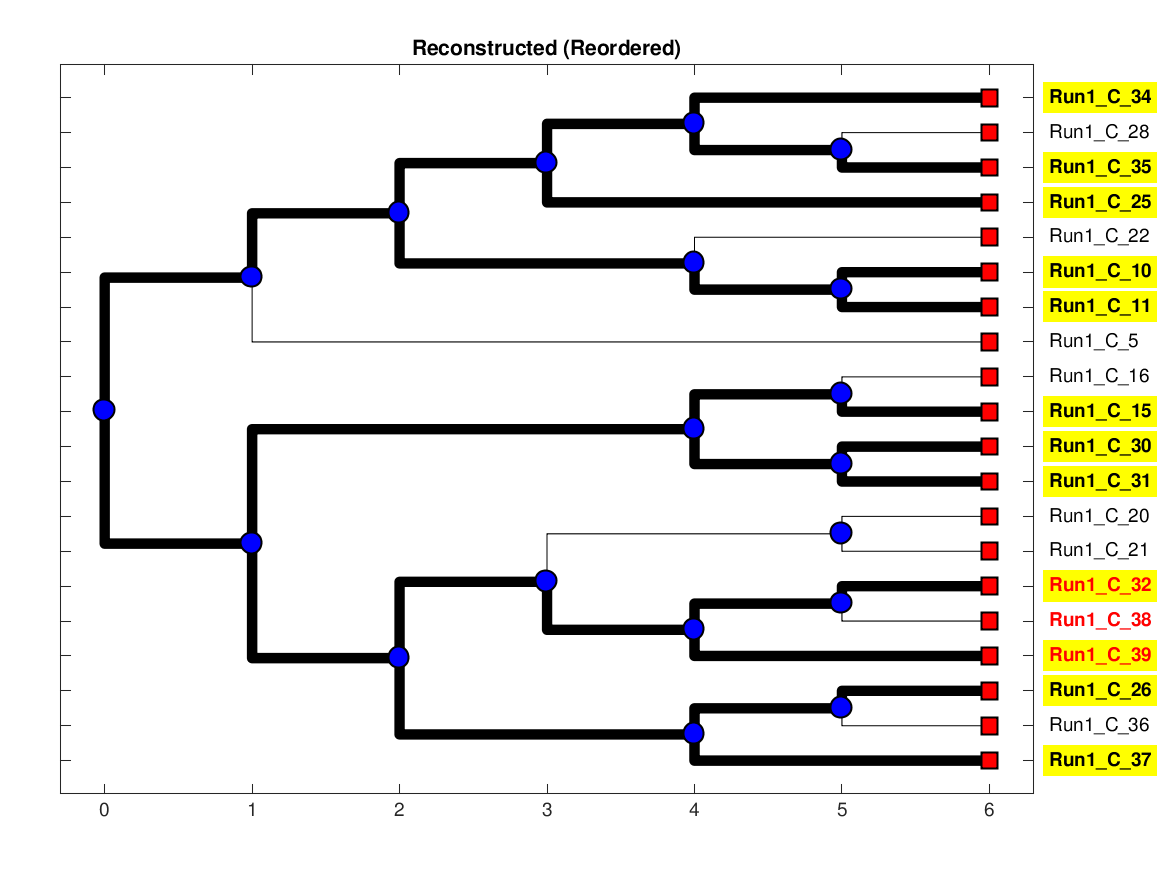 Reconstructed (Reordered)
Run1_C_34
Run1_C_28
Run1_C_35
Run1_C_25
Run1_C_22
Run1_C_10
Run1_C_11
Run1_C_5
Run1_C_16
Run1_C_15
Run1_C_30
Run1_C_31
Run1_C_20
Run1_C_21
Run1_C_32
Run1_C_38
Run1_C_39
Run1_C_26
Run1_C_36
Run1_C_37
0 1 2 3 4 5 6